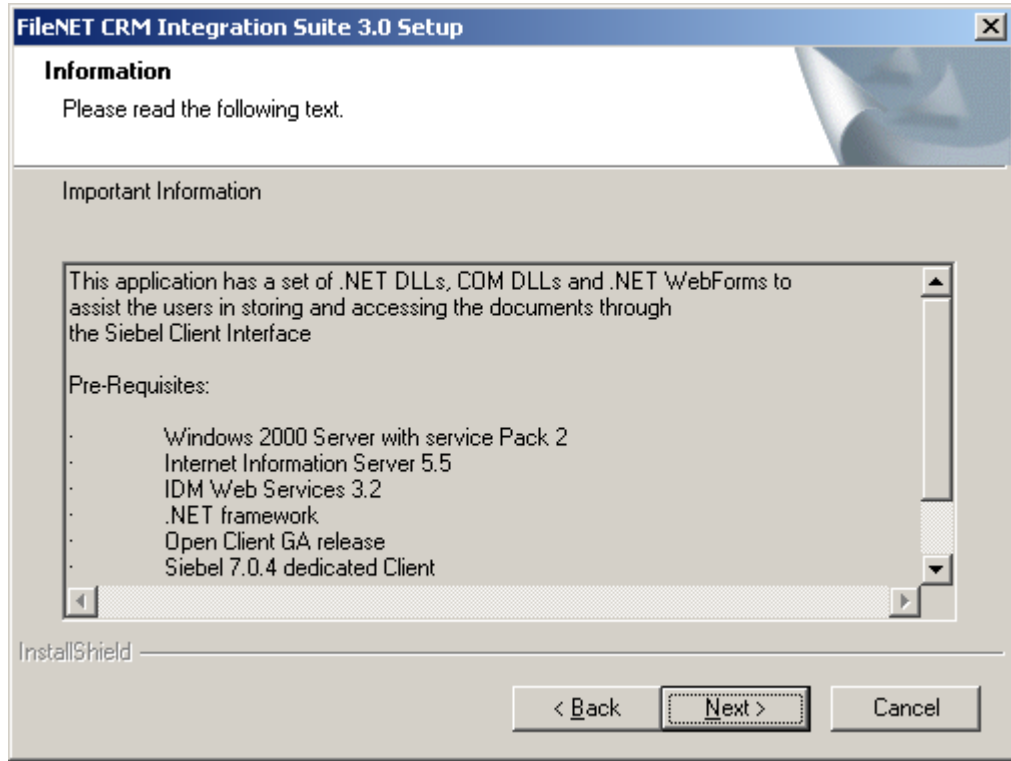 FileNET CRM Integration Suite 3.0 Setup
Information
Please read the following text.
Important Information
This application has a set of .NET DLLs, COM DLLs and .NET WebForms to
assist the users in storing and accessing the documents through
the Siebel Client Interface
Pre-Requisites:
· Windows 2000 Server with service Pack 2
· Internet Information Server 5.5
· IDM Web Services 3.2
· .NET framework
· Open Client GA release
· Siebel 7.0.4 dedicated Client
InstallShield
< Back Next > Cancel